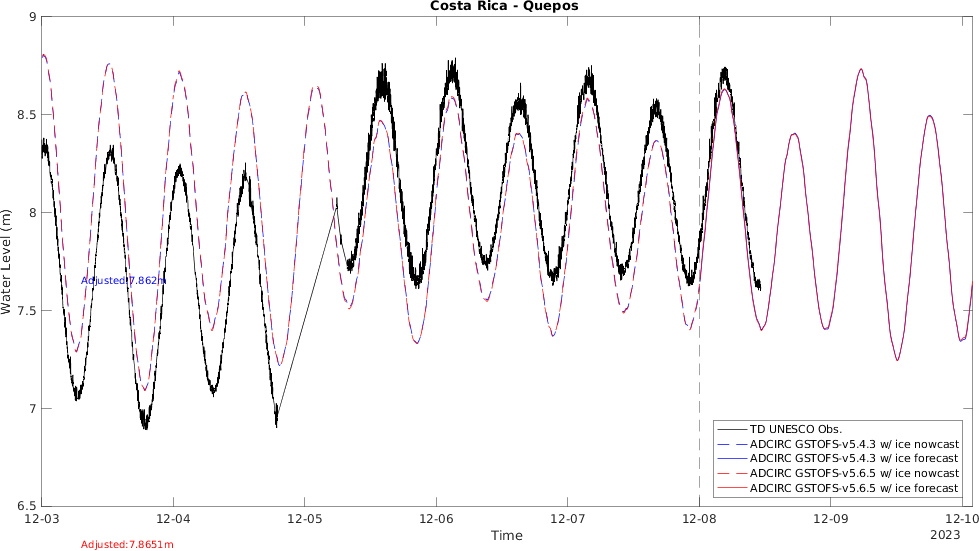 Costa Rica - Quepos
9
8.5
8
7.5
7
6.5
Water Level (m)
Adjusted:7.862m
TD UNESCO Obs.
ADCIRC GSTOFS-v5.4.3 w/ ice nowcast
ADCIRC GSTOFS-v5.4.3 w/ ice forecast
ADCIRC GSTOFS-v5.6.5 w/ ice nowcast
ADCIRC GSTOFS-v5.6.5 w/ ice forecast
12-03 12-04 12-05 12-06 12-07 12-08 12-09 12-10
Time
2023
Adjusted:7.8651m